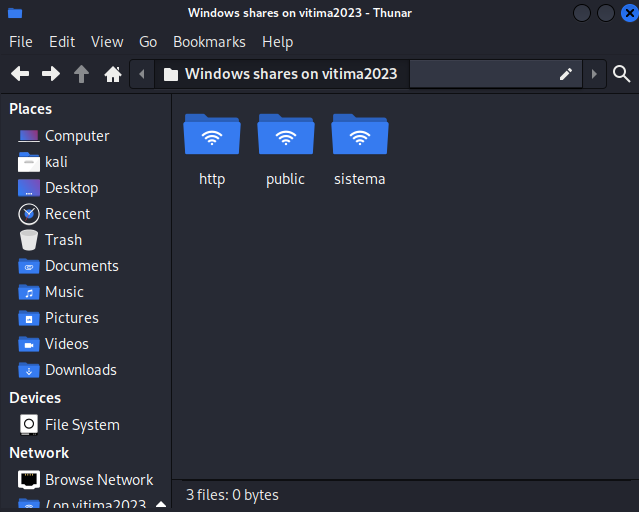 Windows shares on vitima2023 - Thunar
File Edit View Go Bookmarks Help
Windows shares on vitima2023
Places
Computer
kali
Desktop
Recent
Trash
Documents
Music
Pictures
Videos
Downloads
Devices
File System
Network
Browse Network
/ on vitima2023
http public sistema
3 files: 0 bytes